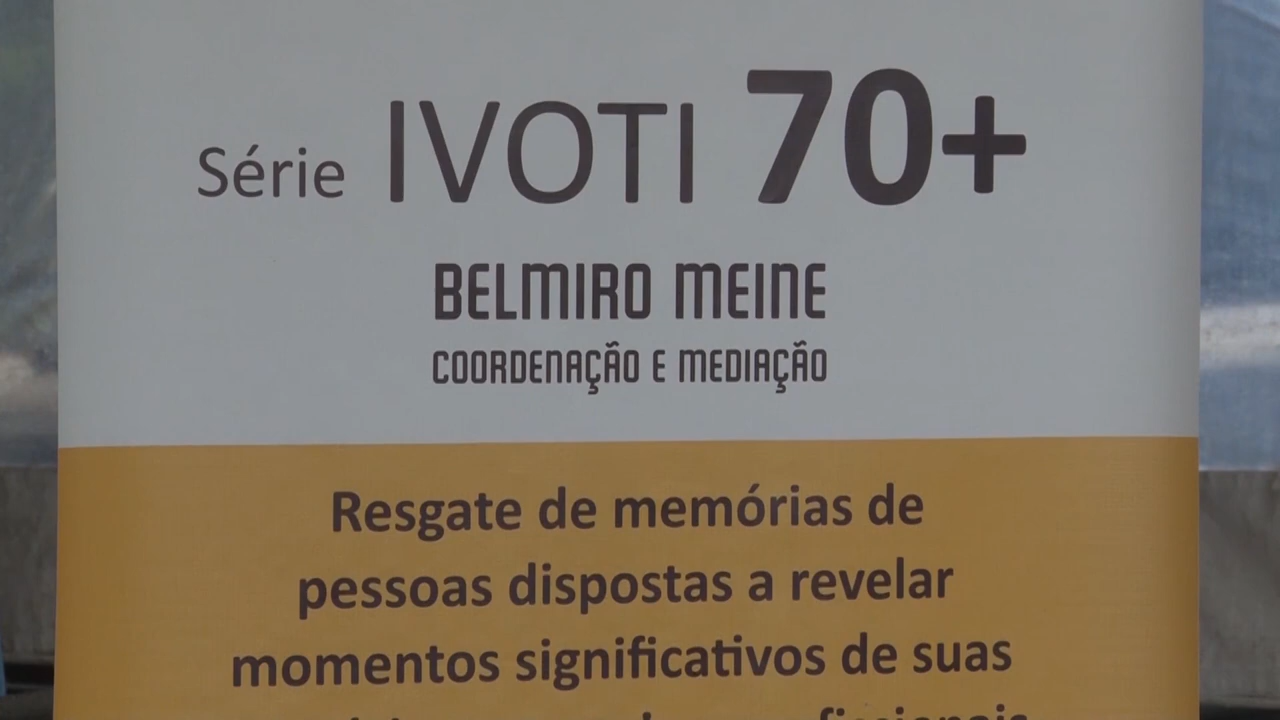 Série IVOTI 70+
BELMIRO MEINE
COORDENAÇÃO E MEDIAÇÃO
Resgate de memórias de
pessoas dispostas a revelar
momentos significativos de suas